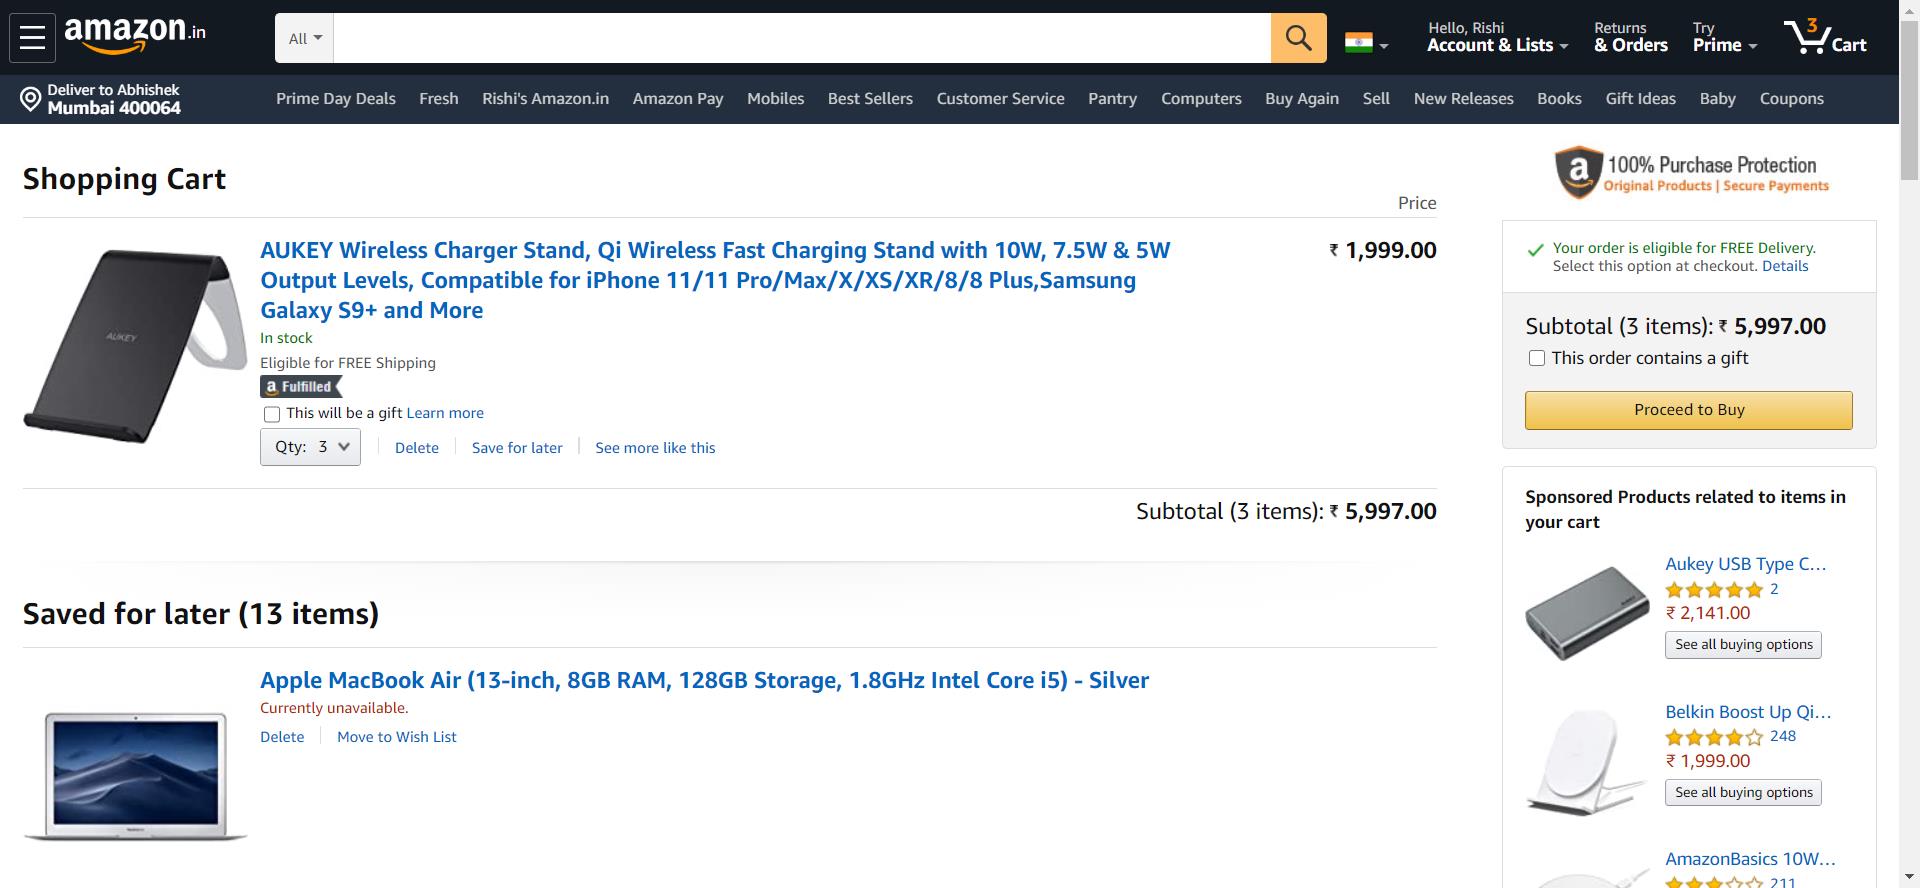 amazon.in
All
Hello, Rishi
Account & Lists
Returns
& Orders
Try
Prime
3
Cart
Deliver to Abhishek
Mumbai 400064
Prime Day Deals
Fresh
Rishi's Amazon.in
Amazon Pay
Mobiles
Best Sellers
Customer Service
Pantry
Computers
Buy Again
Sell
New Releases
Books
Gift Ideas
Baby
Coupons
Shopping Cart
Price
AUKEY
AUKEY Wireless Charger Stand, Qi Wireless Fast Charging Stand with 10W, 7.5W & 5W
Output Levels, Compatible for iPhone 11/11 Pro/Max/X/XS/XR/8/8 Plus,Samsung
Galaxy S9+ and More
₹ 1,999.00
In stock
Eligible for FREE Shipping
a Fulfilled
This will be a gift Learn more
Qty: 3
Delete
Save for later
See more like this
Subtotal (3 items): ₹ 5,997.00
Saved for later (13 items)
Apple MacBook Air (13-inch, 8GB RAM, 128GB Storage, 1.8GHz Intel Core i5) - Silver
Currently unavailable.
Delete
Move to Wish List
a
100% Purchase Protection
Original Products | Secure Payments
Your order is eligible for FREE Delivery.
Select this option at checkout. Details
Subtotal (3 items): ₹ 5,997.00
This order contains a gift
Proceed to Buy
Sponsored Products related to items in
your cart
Aukey USB Type C...
2
₹ 2,141.00
See all buying options
Belkin Boost Up Qi...
248
₹ 1,999.00
See all buying options
AmazonBasics 10W...
211